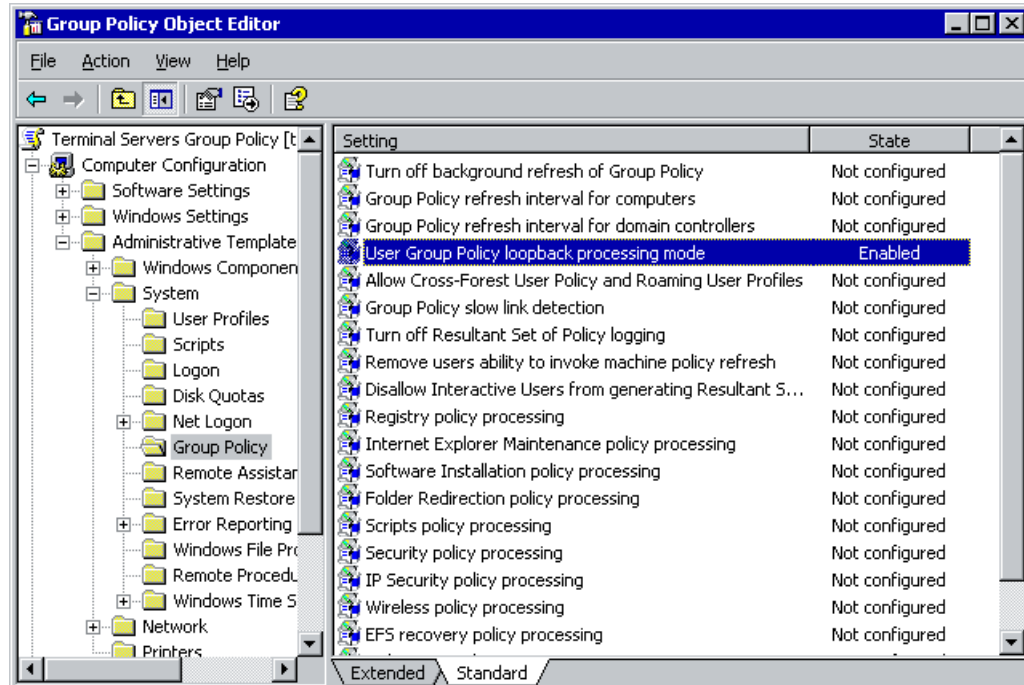 Group Policy Object Editor
File Action View Help
Terminal Servers Group Policy [t
Computer Configuration
Software Settings
Windows Settings
Administrative Template
Windows Componen
System
User Profiles
Scripts
Logon
Disk Quotas
Net Logon
Group Policy
Remote Assistar
System Restore
Error Reporting
Windows File Pro
Remote Procedu
Windows Time S
Network
Printers
Setting State
Turn off background refresh of Group Policy Not configured
Group Policy refresh interval for computers Not configured
Group Policy refresh interval for domain controllers Not configured
User Group Policy loopback processing mode Enabled
Allow Cross-Forest User Policy and Roaming User Profiles Not configured
Group Policy slow link detection Not configured
Turn off Resultant Set of Policy logging Not configured
Remove users ability to invoke machine policy refresh Not configured
Disallow Interactive Users from generating Resultant S... Not configured
Registry policy processing Not configured
Internet Explorer Maintenance policy processing Not configured
Software Installation policy processing Not configured
Folder Redirection policy processing Not configured
Scripts policy processing Not configured
Security policy processing Not configured
IP Security policy processing Not configured
Wireless policy processing Not configured
EFS recovery policy processing Not configured
Extended Standard